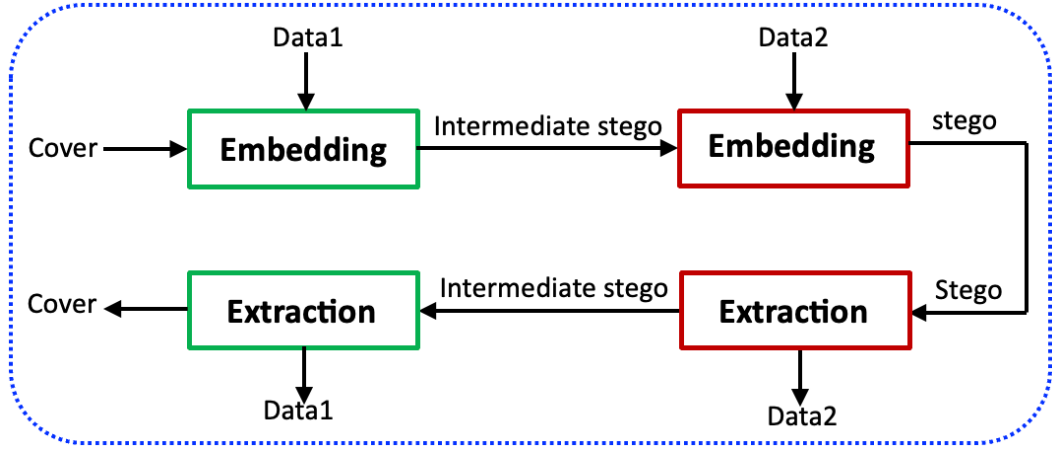 Data1
Data2
Cover
Embedding
Intermediate stego
Embedding
stego
Cover
Extraction
Intermediate stego
Extraction
Stego
Data1
Data2